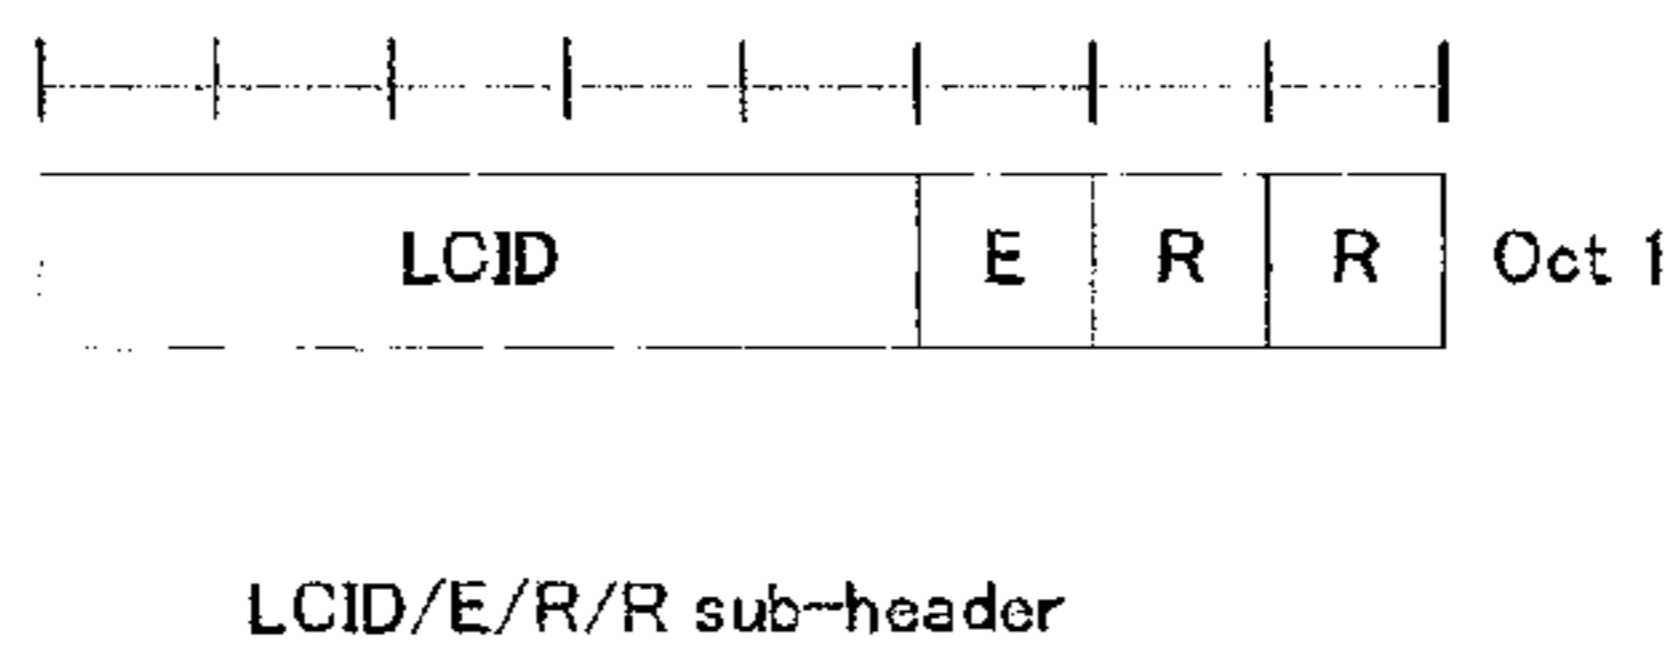 LCID E R R Oct 1
LCID/E/R/R sub-header